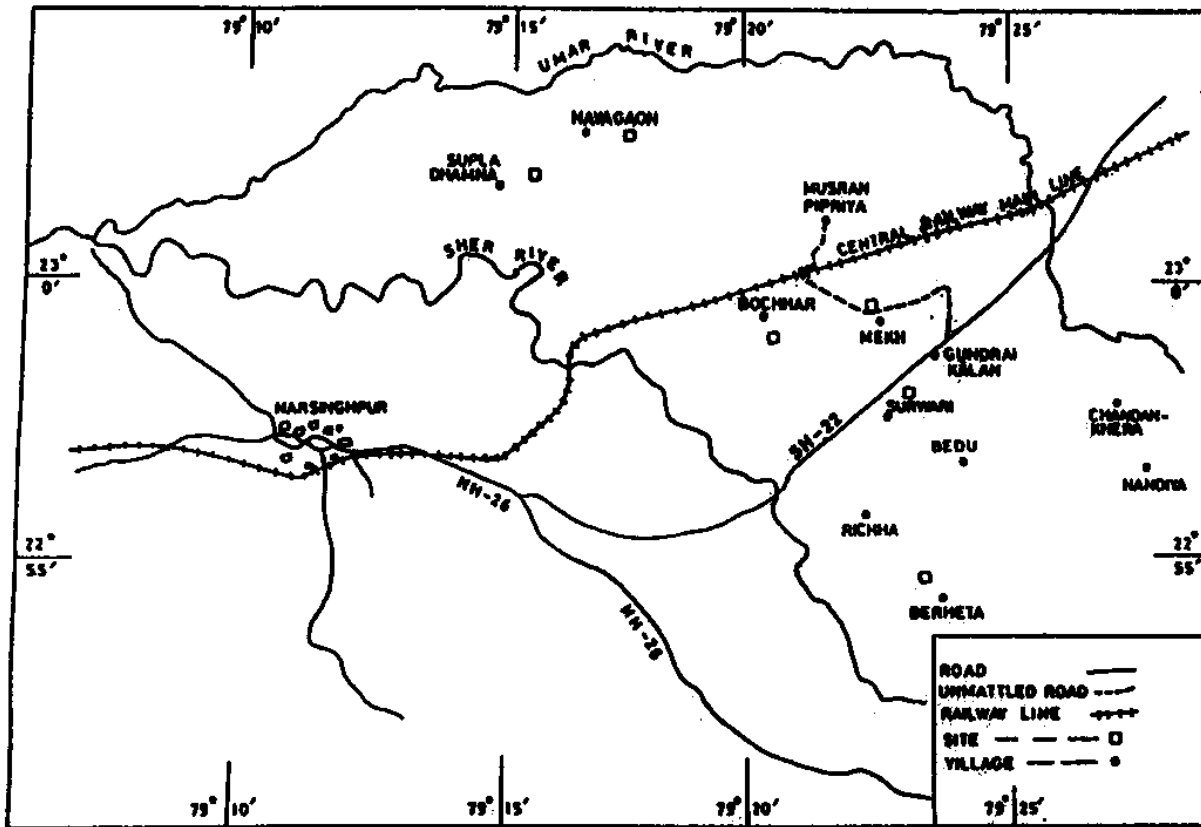 79° 10'
79° 15'
79° 20'
79° 25'
UMAR RIVER
NAYAGAON
SUPLA
DHAMNA
MUSRAN
PIPRIYA
CENTRAL RAILWAY MAIN LINE
SHER RIVER
23°
0'
23°
0'
BOCHHAR
MEKH
GUNDRAI
KALAN
NARSINGHPUR
SURWARI
CHANDAN-
KHERA
SH-22
BEDU
NANDIYA
NH-26
RICHHA
22°
55'
22°
55'
BERHETA
NH-26
ROAD
UNMATTLED ROAD
RAILWAY LINE
SITE
VILLAGE
79° 10'
79° 15'
79° 20'
79° 25'